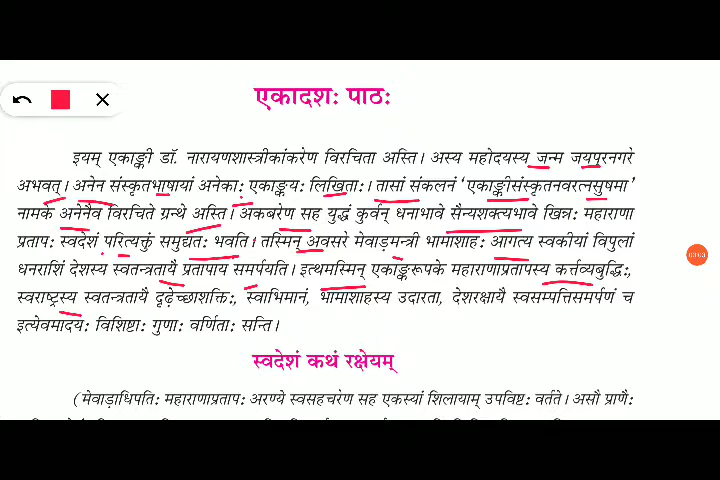 एकादशः पाठः
इयम् एकाङ्की डॉ. नारायणशास्त्रीकांकरेण विरचिता अस्ति। अस्य महोदयस्य जन्म जयपुरनगरे
अभवत्। अनेन संस्कृतभाषायां अनेकाः एकाङ्कयः लिखिताः। तासां संकलनं ‘एकाङ्कीसंस्कृतनवरत्नसुषमा’
नामके अनेनैव विरचिते ग्रन्थे अस्ति। अकबरेण सह युद्धं कुर्वन् धनाभावे सैन्यशक्त्यभावे खिन्नः महाराणा
प्रतापः स्वदेशं परित्यक्तुं समुद्यतः भवति। तस्मिन् अवसरे मेवाड़मन्त्री भामाशाहः आगत्य स्वकीयां विपुलां
धनराशिं देशस्य स्वतन्त्रतायै प्रतापाय समर्पयति। इत्थमस्मिन् एकाङ्करूपके महाराणाप्रतापस्य कर्त्तव्यबुद्धिः,
स्वराष्ट्रस्य स्वतन्त्रतायै दृढ़ेच्छाशक्तिः, स्वाभिमानं, भामाशाहस्य उदारता, देशरक्षायै स्वसम्पत्तिसमर्पणं च
इत्येवमादयः विशिष्टाः गुणाः वर्णिताः सन्ति।
स्वदेशं कथं रक्षेयम्
(मेवाड़ाधिपतिः महाराणाप्रतापः अरण्ये स्वसहचरेण सह एकस्यां शिलायाम् उपविष्टः वर्तते। असौ प्राणैः